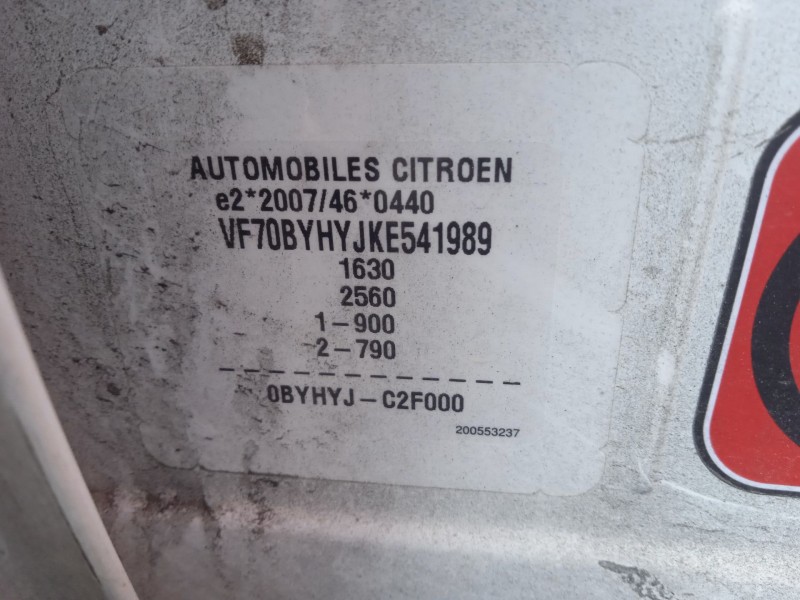 AUTOMOBILES CITROEN
e2*2007/46*0440
VF70BYHYJKE541989
1630
2560
1-900
2-790
0BYHYJ-C2F000
200553237